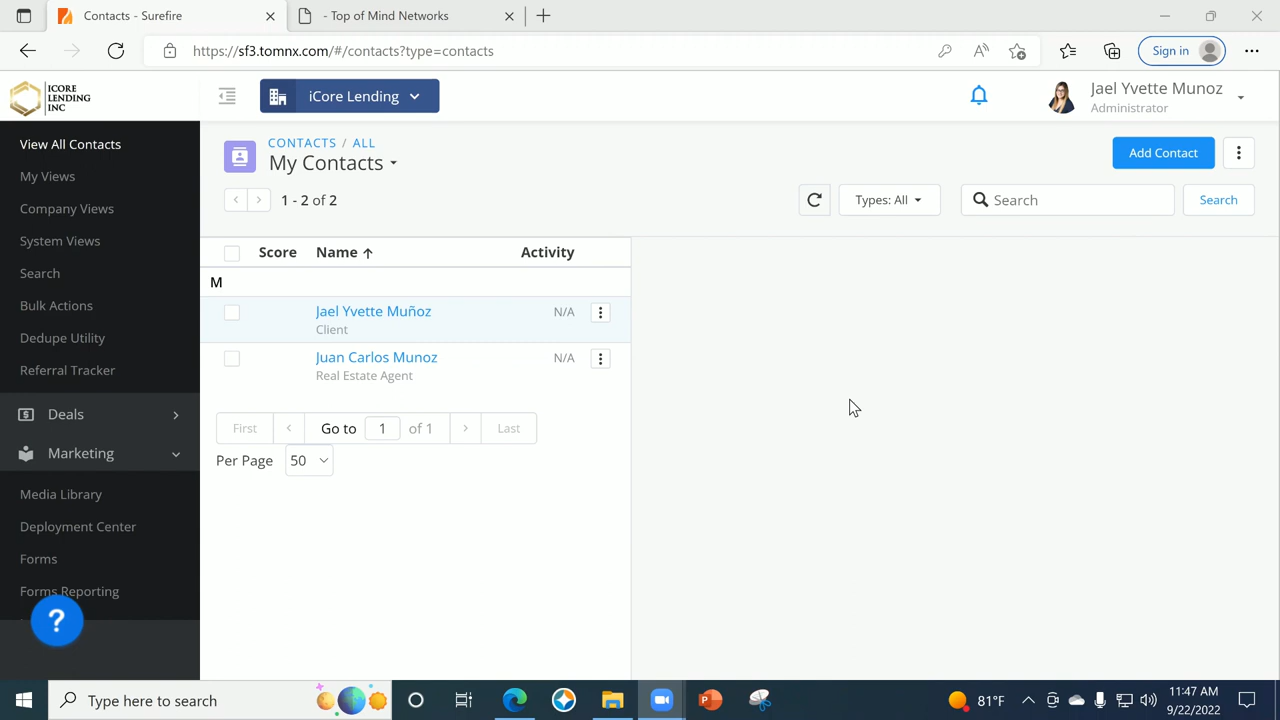 Contacts - Surefire
- Top of Mind Networks
https://sf3.tomnx.com/#/contacts?type=contacts
Sign in
ICORE
LENDING
INC
iCore Lending
Jael Yvette Munoz
Administrator
View All Contacts
My Views
Company Views
System Views
Search
Bulk Actions
Dedupe Utility
Referral Tracker
Deals
Marketing
Media Library
Deployment Center
Forms
Forms Reporting
?
CONTACTS / ALL
My Contacts
Add Contact
1 - 2 of 2
Types: All
Search
Search
Score Name Activity
M
Jael Yvette Muñoz N/A
Client
Juan Carlos Munoz N/A
Real Estate Agent
First Go to 1 of 1 Last
Per Page 50
Type here to search
81°F
11:47 AM
9/22/2022